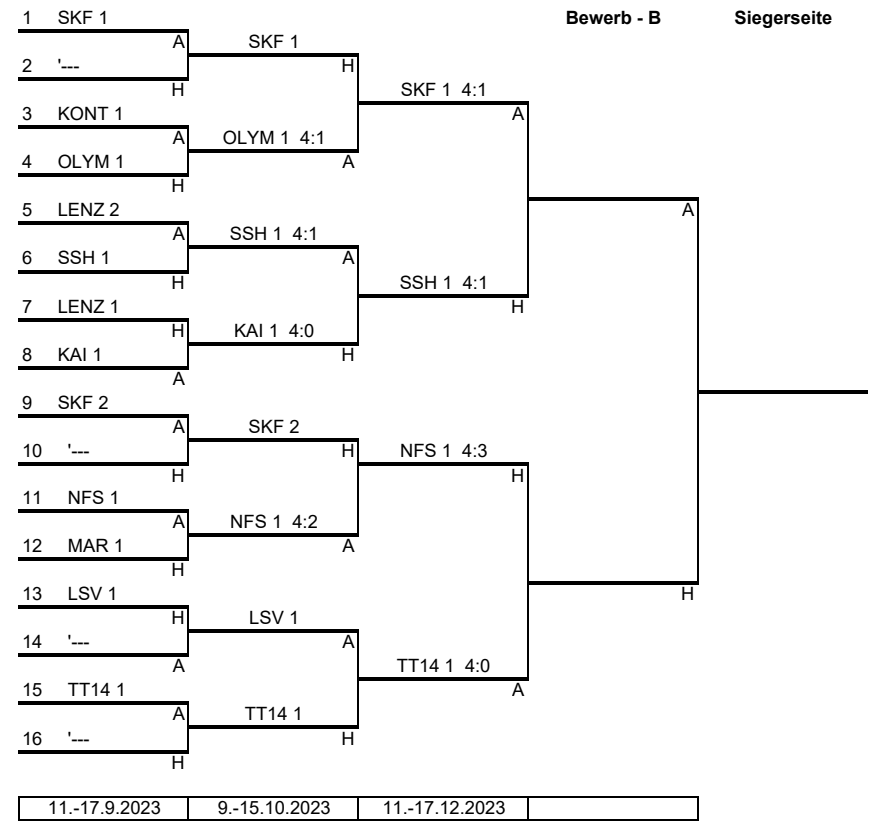 1 SKF 1 Bewerb - B Siegerseite
A SKF 1
2 '--- H
H SKF 1 4:1
3 KONT 1 A
A OLYM 1 4:1
4 OLYM 1 A
H
5 LENZ 2 A
A SSH 1 4:1
6 SSH 1 A
H SSH 1 4:1
7 LENZ 1 H
H KAI 1 4:0
8 KAI 1 H
A
9 SKF 2
A SKF 2
10 '--- H NFS 1 4:3
H H
11 NFS 1
A NFS 1 4:2
12 MAR 1 A
H
13 LSV 1 H
H LSV 1
14 '--- A
A TT14 1 4:0
15 TT14 1 A
A TT14 1
16 '--- H
H
11.-17.9.2023 9.-15.10.2023 11.-17.12.2023